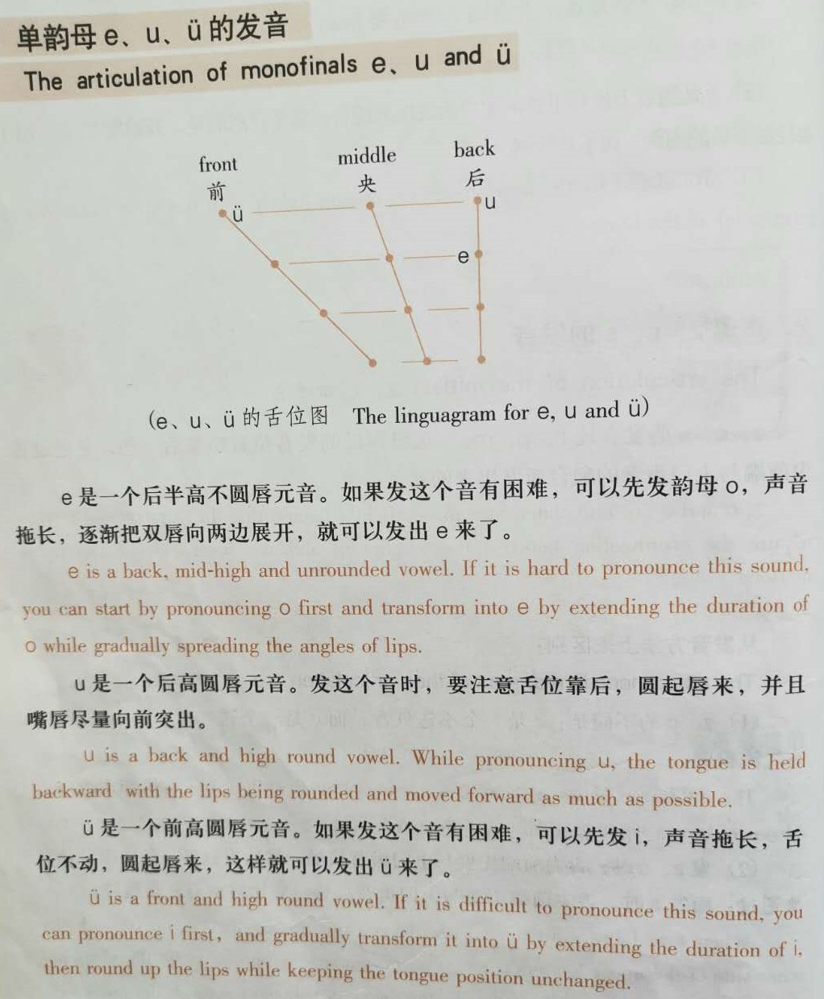 单韵母 e、u、ü 的发音
The articulation of monofinals e、u and ü
front middle back
前 央 后
ü u
e
(e、u、ü 的舌位图 The linguagram for e, u and ü)
e 是一个后半高不圆唇元音。如果发这个音有困难，可以先发韵母 o，声音
拖长，逐渐把双唇向两边展开，就可以发出 e 来了。
e is a back, mid-high and unrounded vowel. If it is hard to pronounce this sound,
you can start by pronouncing o first and transform into e by extending the duration of
o while gradually spreading the angles of lips.
u 是一个后高圆唇元音。发这个音时，要注意舌位靠后，圆起唇来，并且
嘴唇尽量向前突出。
u is a back and high round vowel. While pronouncing u, the tongue is held
backward with the lips being rounded and moved forward as much as possible.
ü 是一个前高圆唇元音。如果发这个音有困难，可以先发 i，声音拖长，舌
位不动，圆起唇来，这样就可以发出 ü 来了。
ü is a front and high round vowel. If it is difficult to pronounce this sound, you
can pronounce i first, and gradually transform it into ü by extending the duration of i,
then round up the lips while keeping the tongue position unchanged.